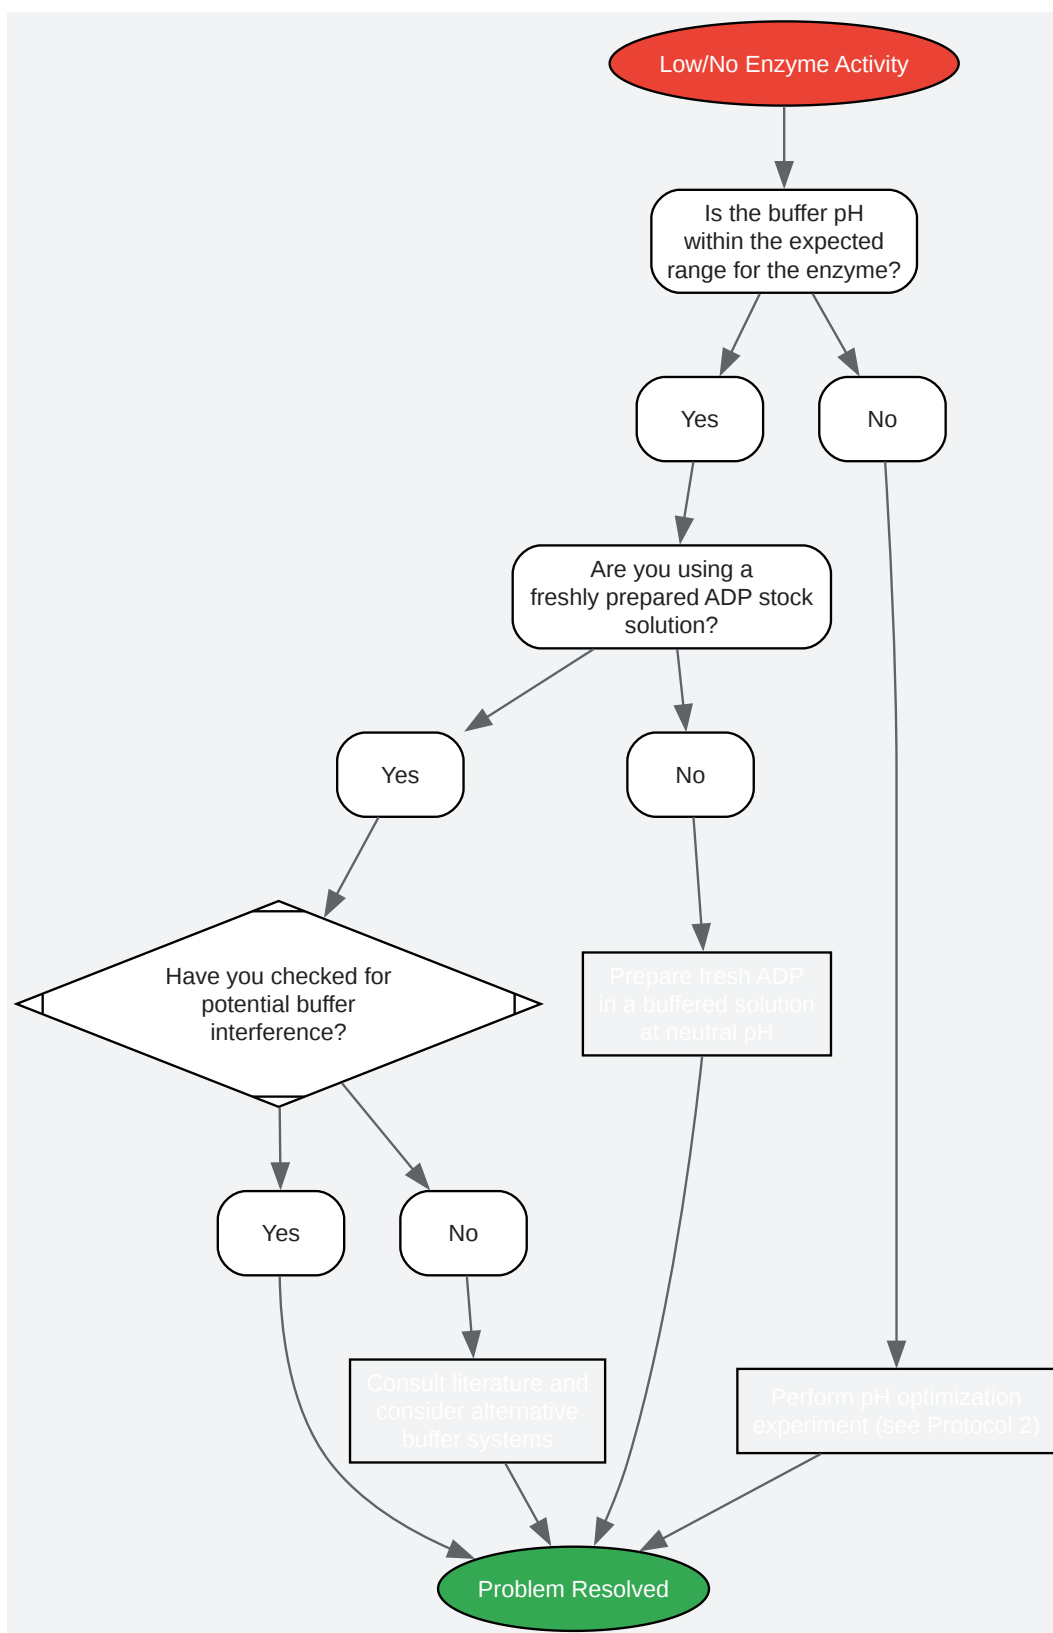 Low/No Enzyme Activity
Is the buffer pH
within the expected
range for the enzyme?
Yes
No
Are you using a
freshly prepared ADP stock
solution?
Yes
No
Have you checked for
potential buffer
interference?
Prepare fresh ADP
in a buffered solution
at neutral pH
Yes
No
Consult literature and
consider alternative
buffer systems
Perform pH optimization
experiment (see Protocol 2)
Problem Resolved